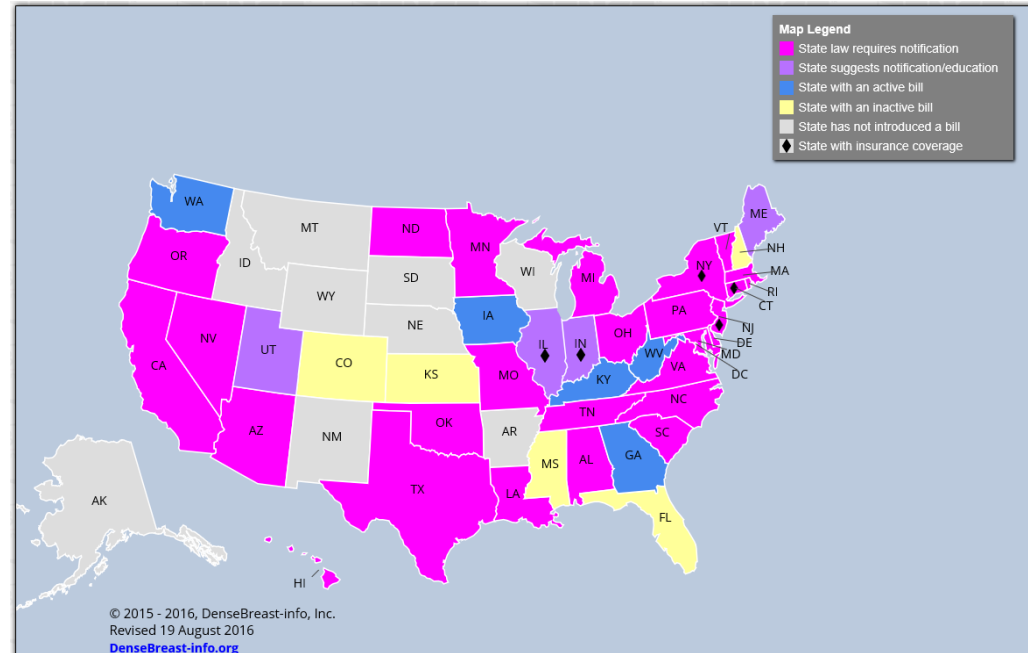 Map Legend
State law requires notification
State suggests notification/education
State with an active bill
State with an inactive bill
State has not introduced a bill
State with insurance coverage
WA
MT
ND
MN
ME
VT
NH
OR
ID
SD
WI
MI
NY
MA
WY
RI
CT
IA
NE
PA
NJ
NV
UT
CO
IL
IN
OH
DE
MD
WV
DC
CA
KS
MO
KY
VA
NC
TN
AZ
NM
OK
AR
SC
TX
LA
MS
AL
GA
AK
FL
HI
© 2015 - 2016, DenseBreast-info, Inc.
Revised 19 August 2016
DenseBreast-info.org